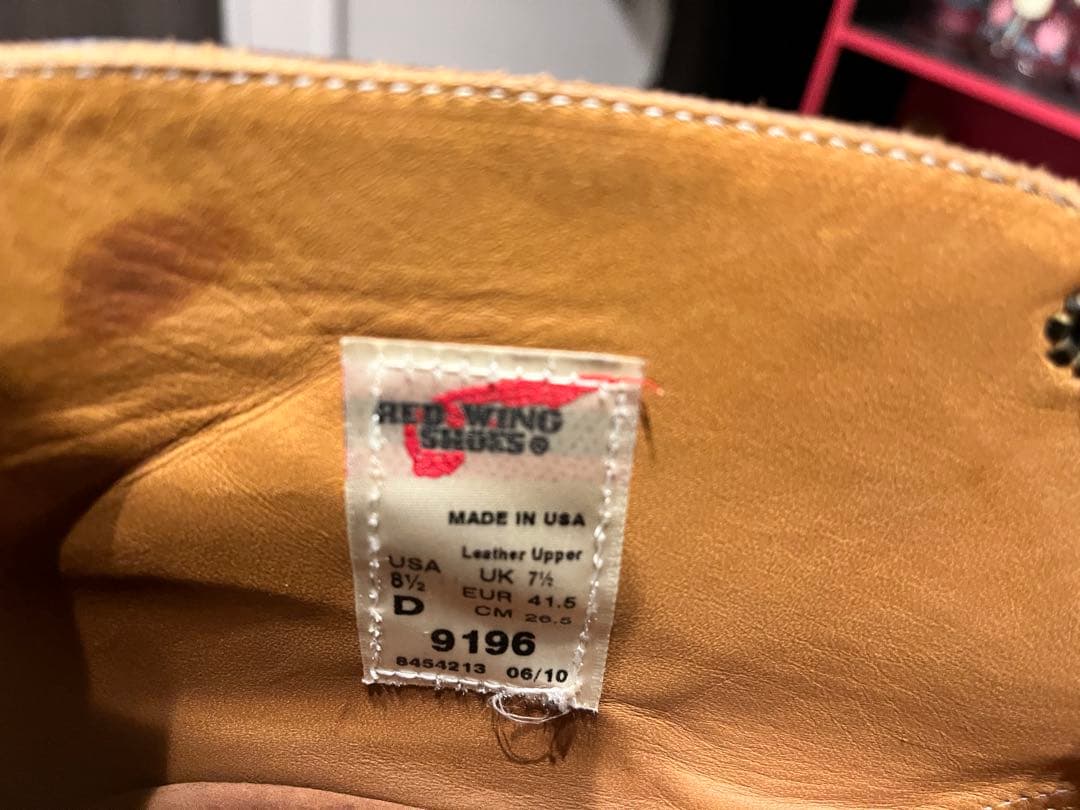 RED WING
SHOES®
MADE IN USA
Leather Upper
USA UK 7½
8½ EUR 41.5
D CM 26.5
9196
8454213 06/10